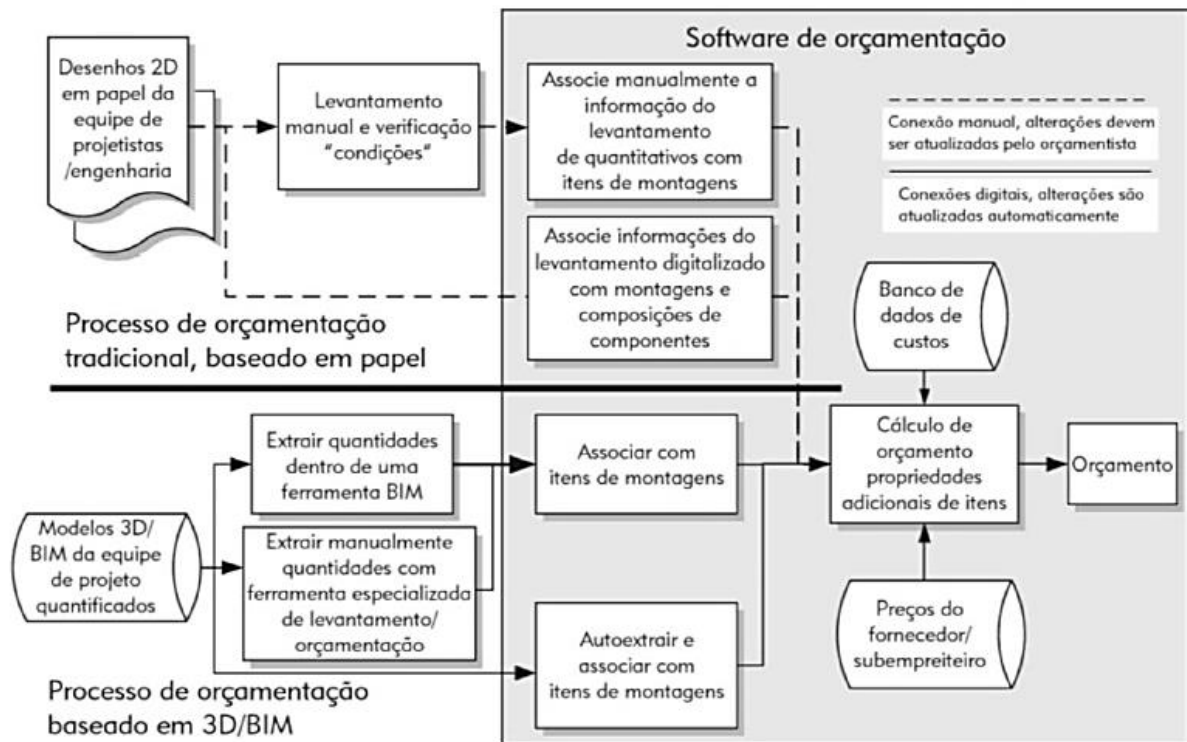 Software de orçamentação
Desenhos 2D
em papel da
equipe de
projetistas
/engenharia
Levantamento
manual e verificação
"condições"
Associe manualmente a
informação do
levantamento
de quantitativos com
itens de montagens
Conexão manual, alterações devem
ser atualizadas pelo orçamentista
Conexões digitais, alterações são
atualizadas automaticamente
Associe informações do
levantamento digitalizado
com montagens e
composições de
componentes
Banco de
dados de
custos
Processo de orçamentação
tradicional, baseado em papel
Extrair quantidades
dentro de uma
ferramenta BIM
Associar com
itens de montagens
Cálculo de
orçamento
propriedades
adicionais de itens
Orçamento
Modelos 3D/
BIM da equipe
de projeto
quantificados
Extrair manualmente
quantidades com
ferramenta especializada
de levantamento/
orçamentação
Autoextrair e
associar com
itens de montagens
Preços do
fornecedor/
subempreiteiro
Processo de orçamentação
baseado em 3D/BIM